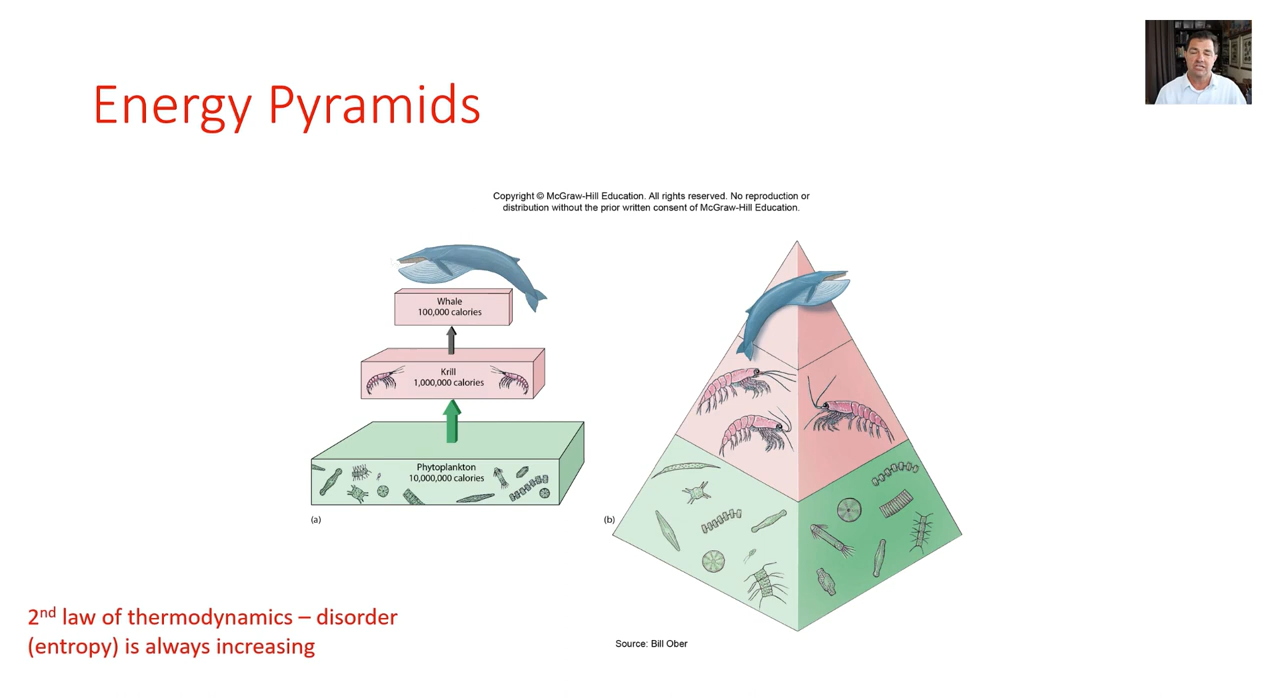 Energy Pyramids
Copyright © McGraw-Hill Education. All rights reserved. No reproduction or
distribution without the prior written consent of McGraw-Hill Education.
Whale
100,000 calories
Krill
1,000,000 calories
Phytoplankton
10,000,000 calories
(a)
(b)
2nd law of thermodynamics – disorder
(entropy) is always increasing
Source: Bill Ober